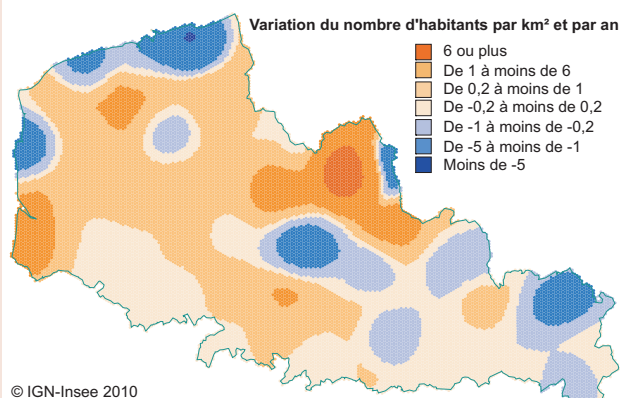 Variation du nombre d'habitants par km² et par an
6 ou plus
De 1 à moins de 6
De 0,2 à moins de 1
De -0,2 à moins de 0,2
De -1 à moins de -0,2
De -5 à moins de -1
Moins de -5
© IGN-Insee 2010